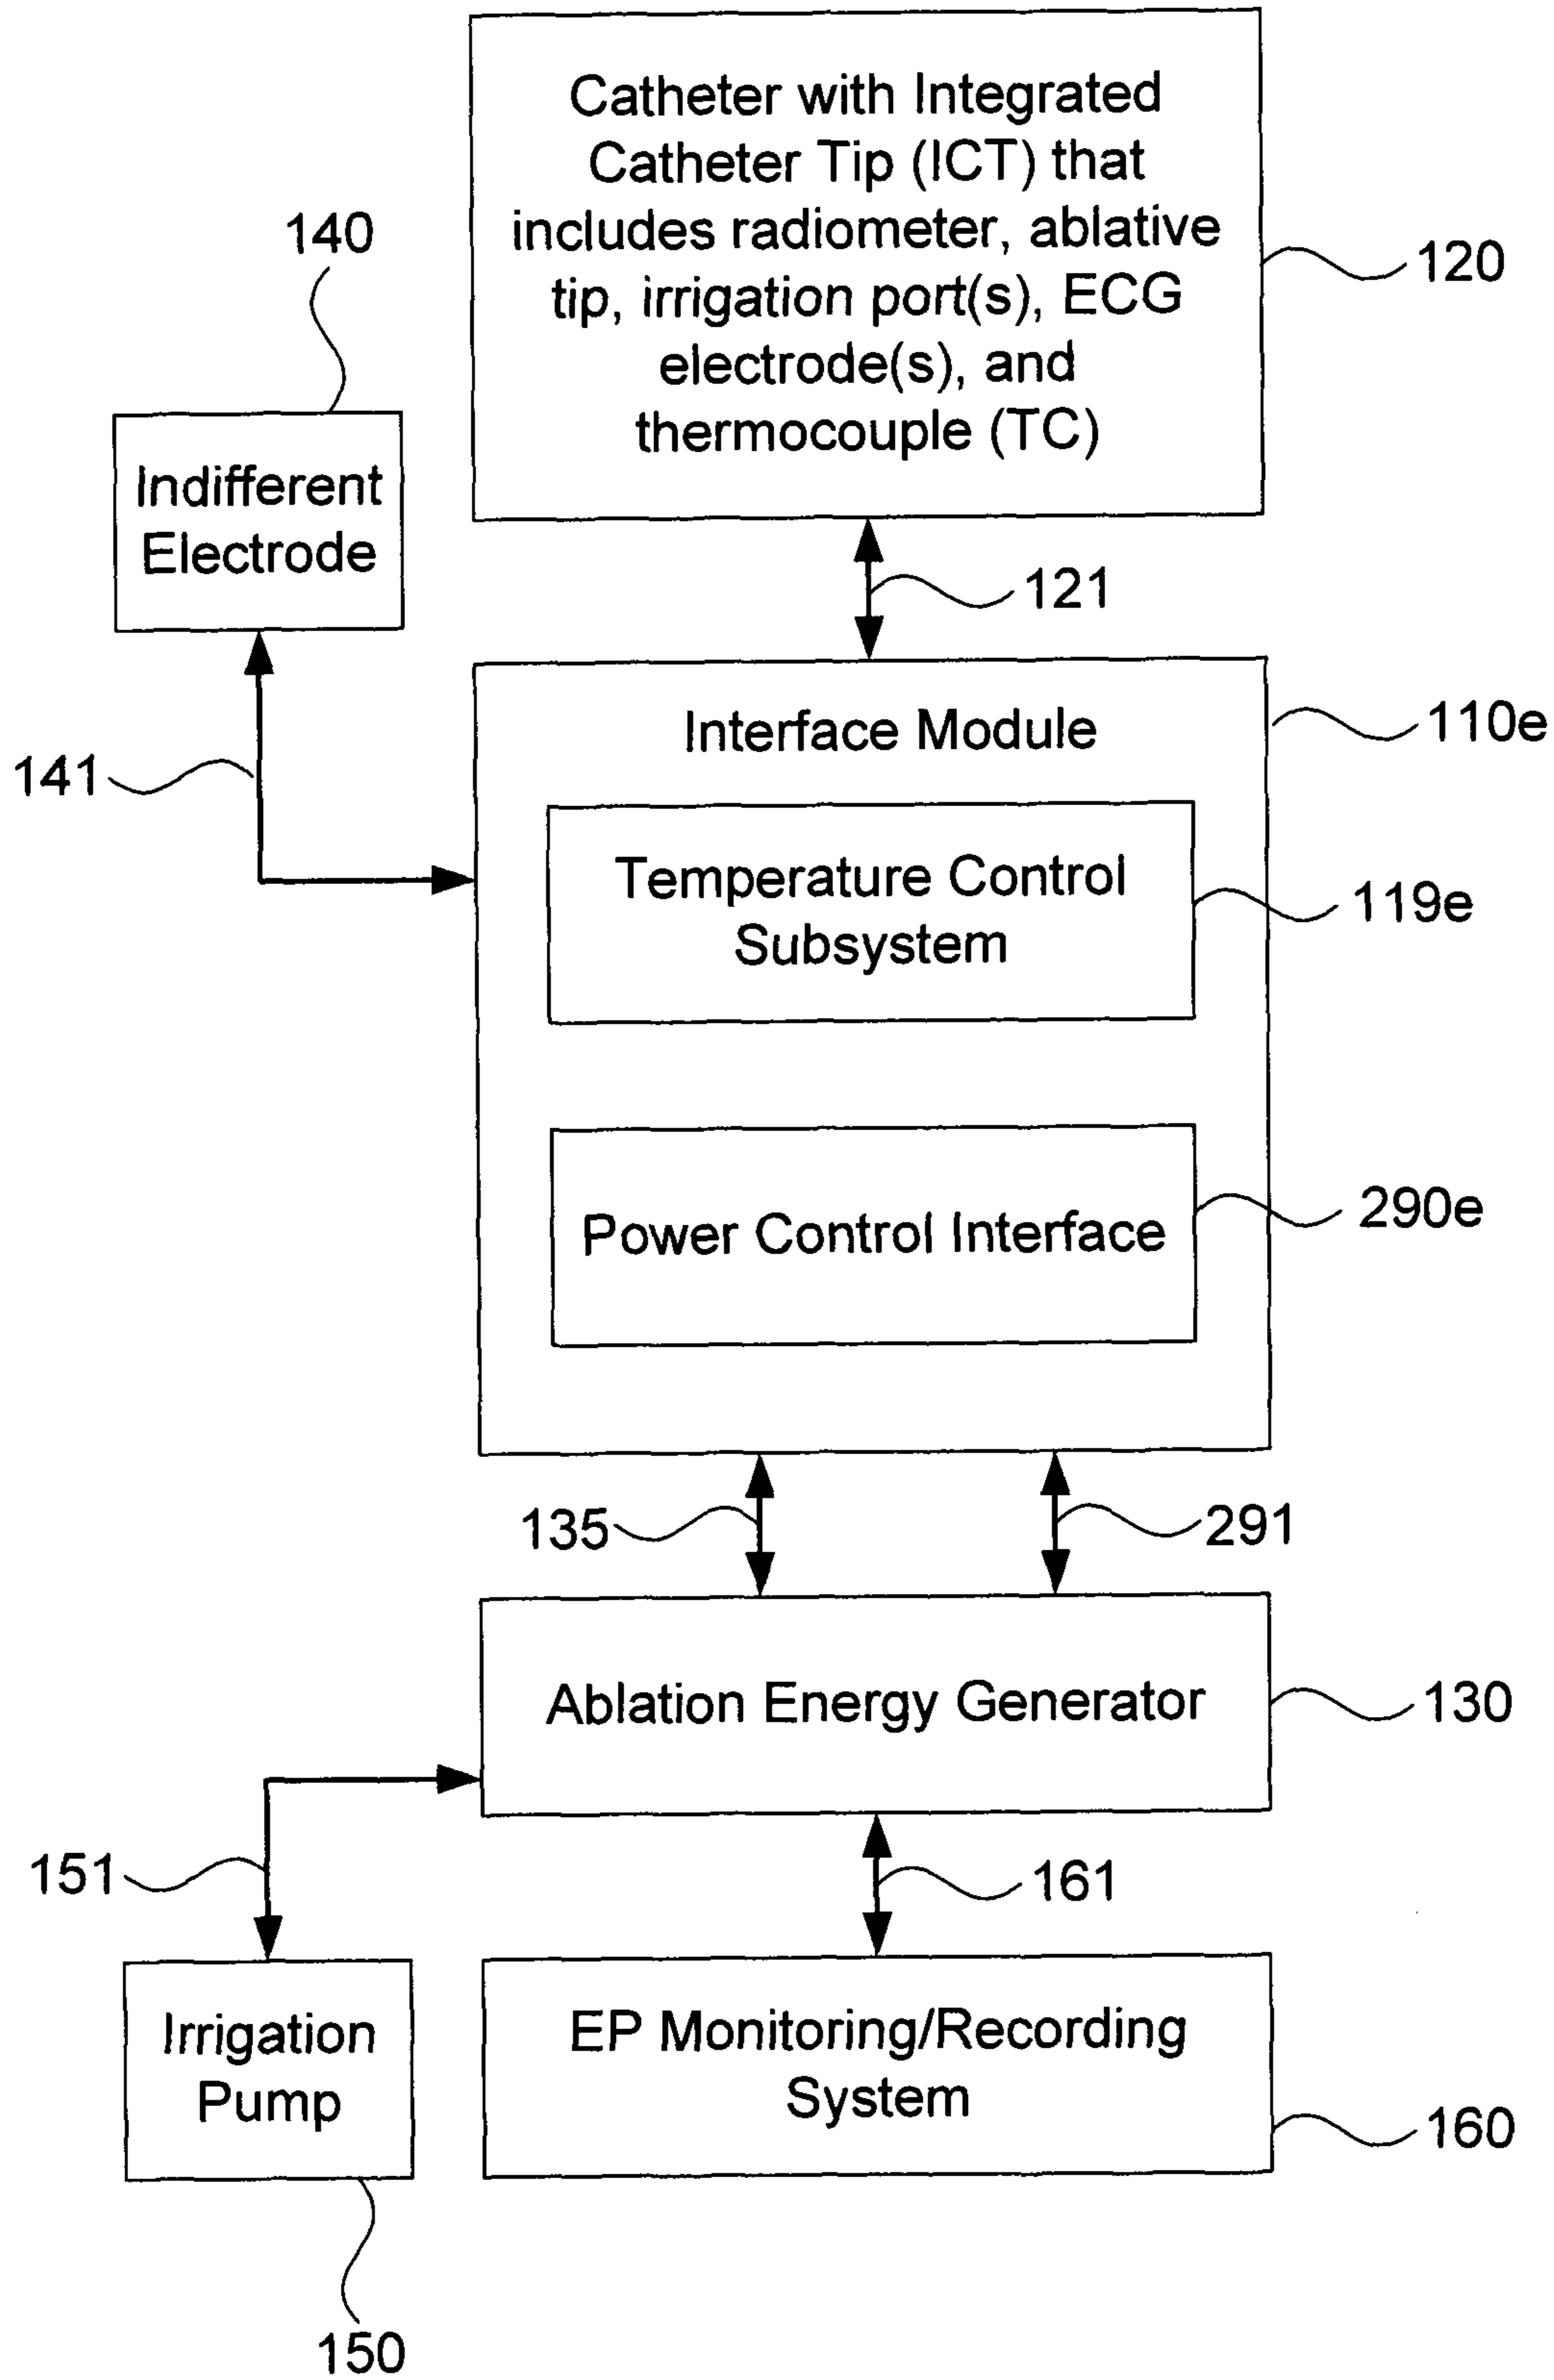 Catheter with Integrated
Catheter Tip (ICT) that
includes radiometer, ablative
tip, irrigation port(s), ECG
electrode(s), and
thermocouple (TC)
120
140
Indifferent
Electrode
121
141
Interface Module
110e
Temperature Control
Subsystem
119e
Power Control Interface
290e
135
291
Ablation Energy Generator
130
151
161
Irrigation
Pump
EP Monitoring/Recording
System
160
150